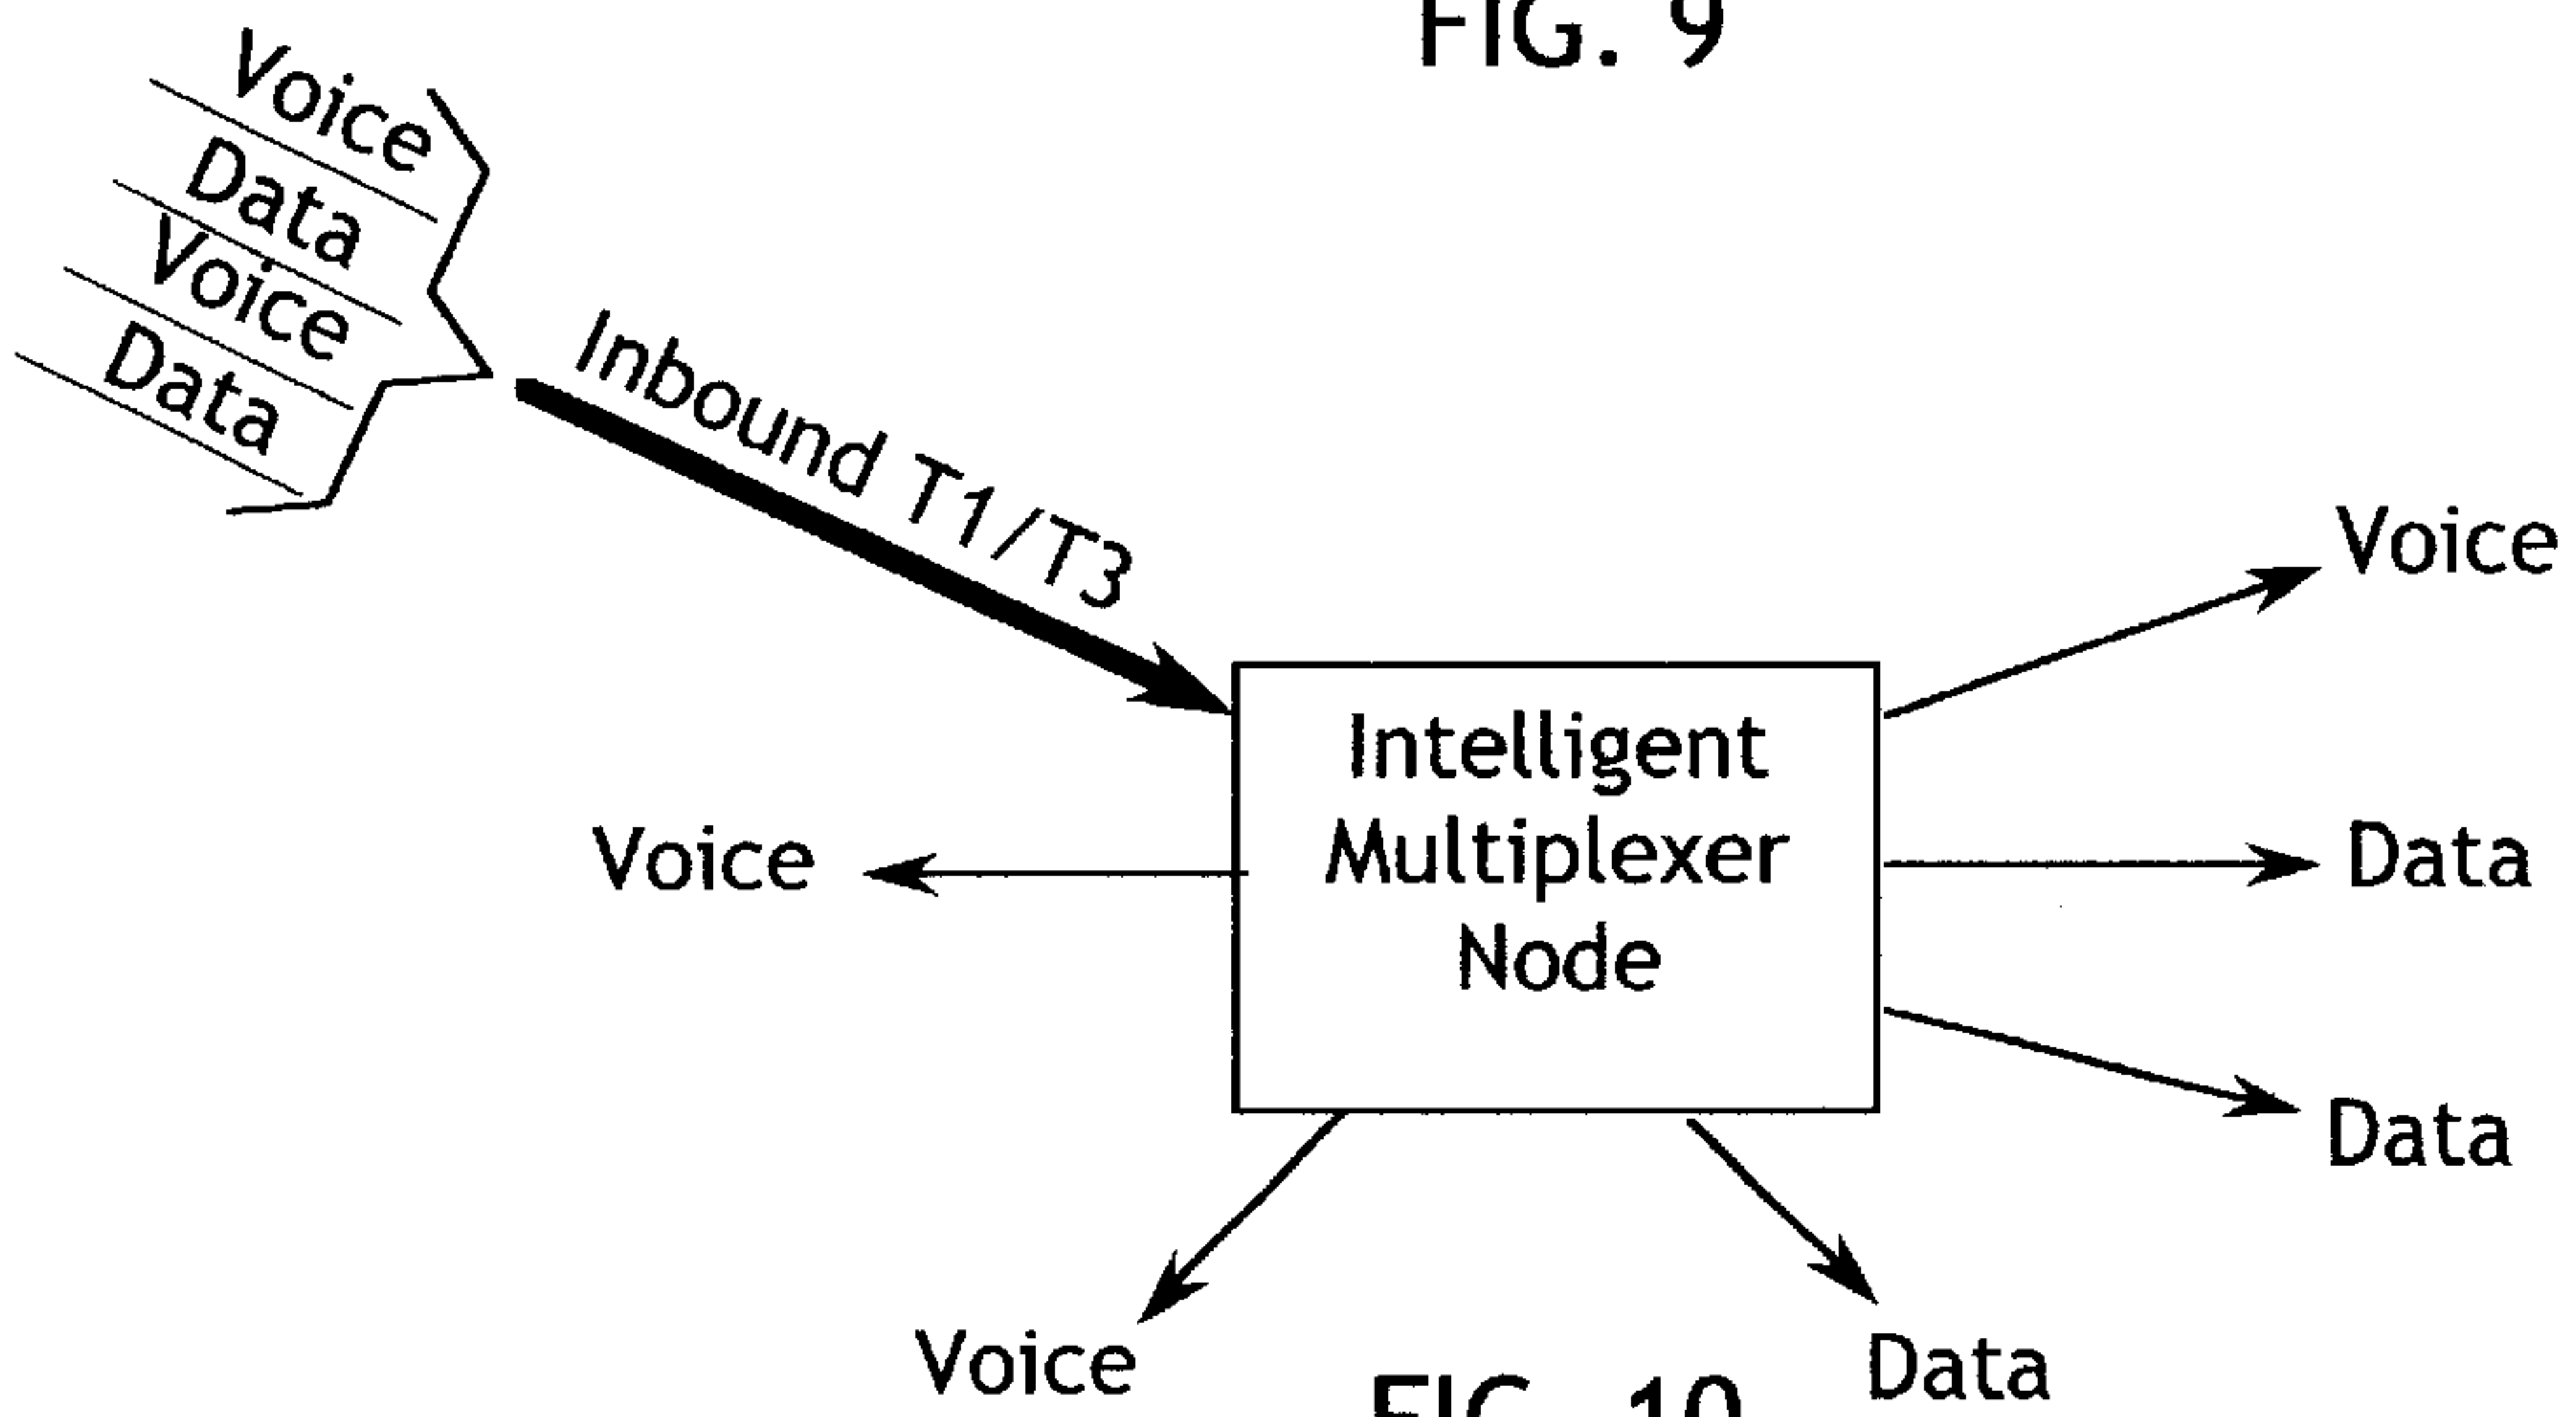 FIG. 9
Voice
Data
Voice
Data
Inbound T1/T3
Voice
Intelligent
Multiplexer
Node
Voice
Data
Data
Voice
Data
FIG. 10